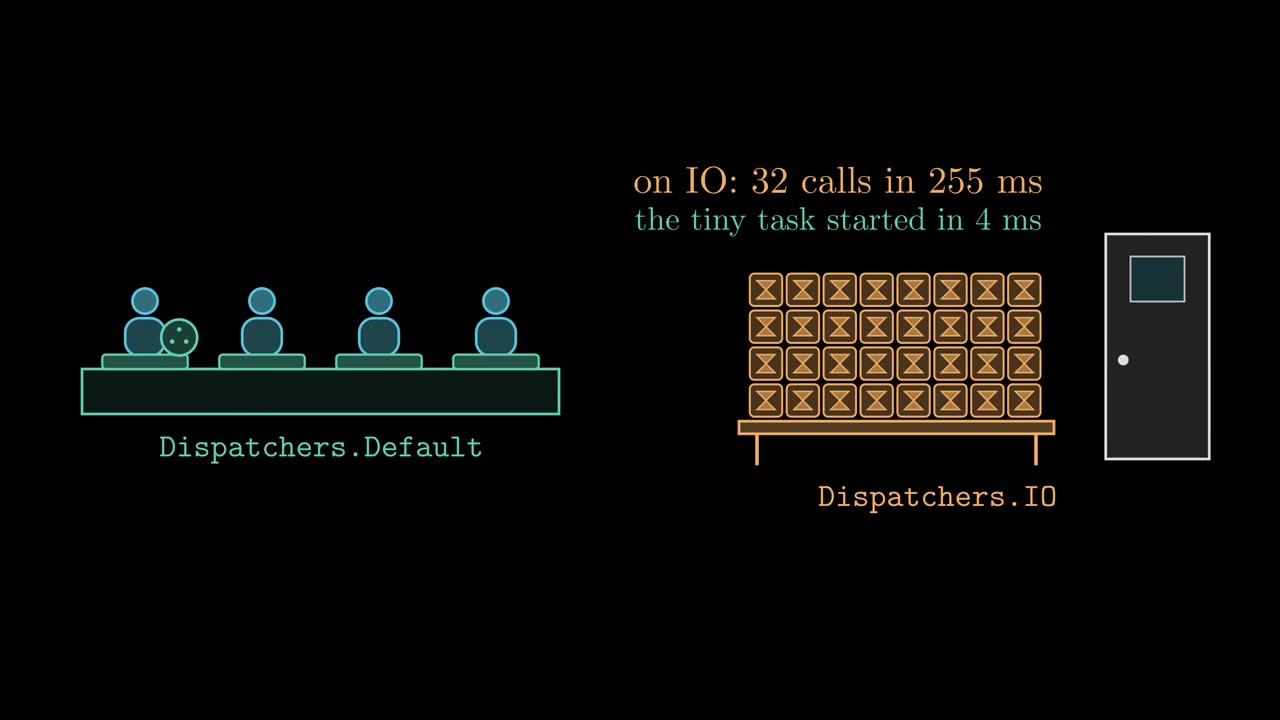 on IO: 32 calls in 255 ms
the tiny task started in 4 ms
Dispatchers.Default
Dispatchers.IO